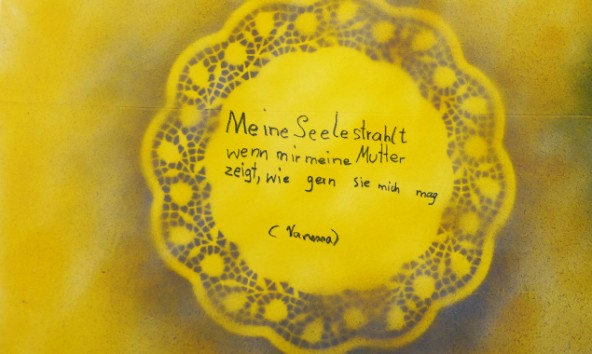 Meine Seele strahlt
wenn mir meine Mutter
zeigt, wie gern sie mich mag
(Vanessa)